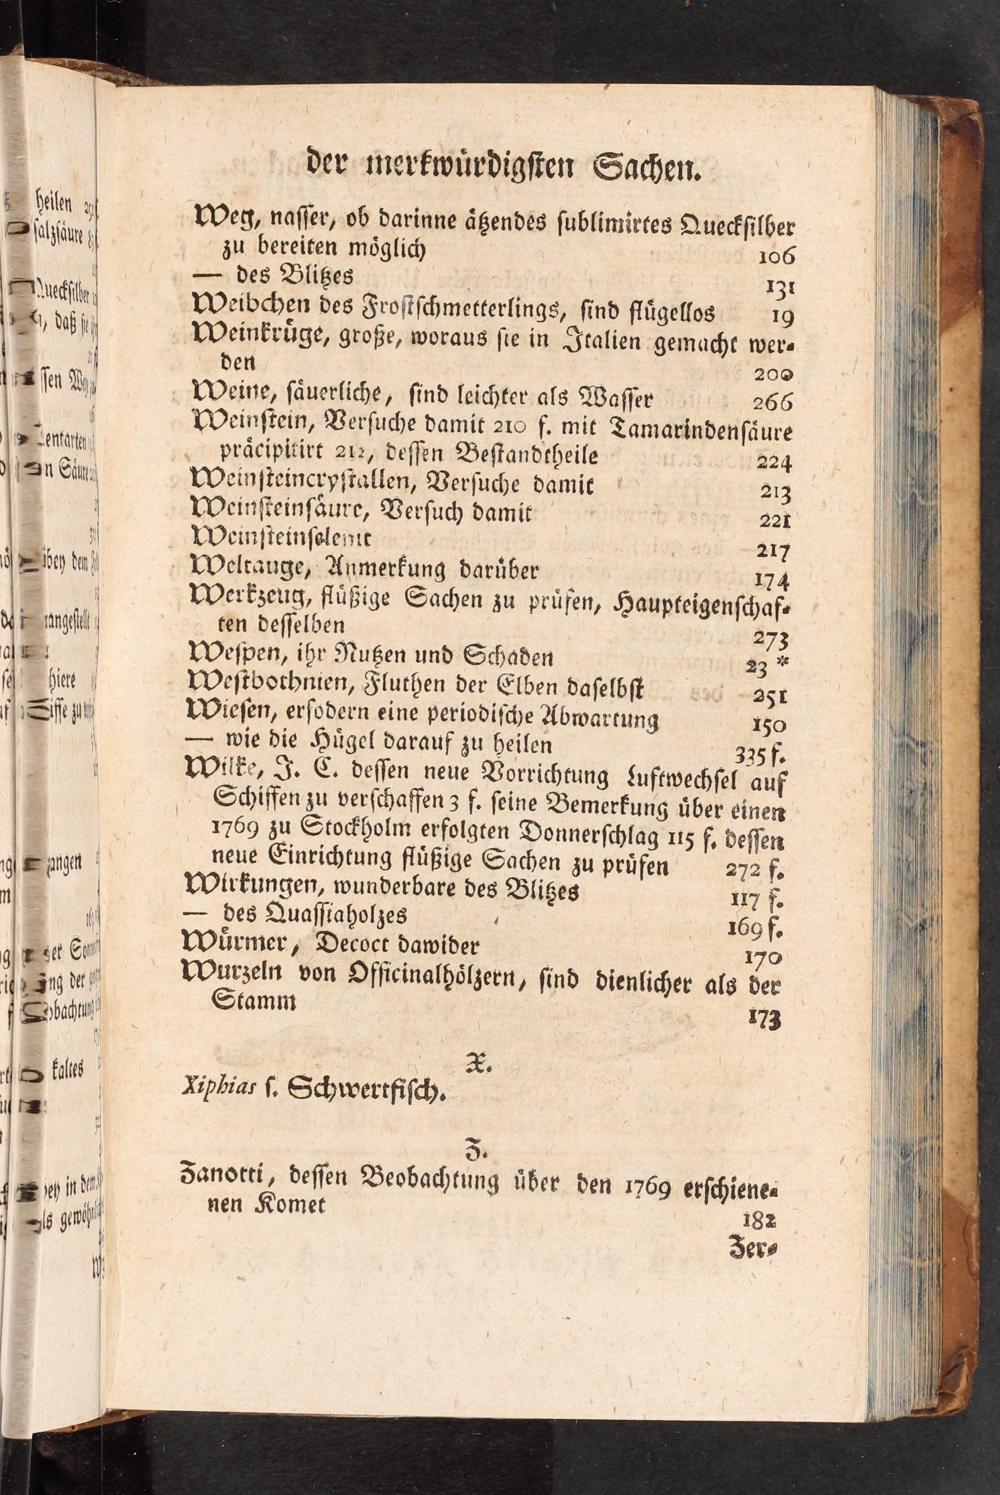 der merkwürdigsten Sachen.
Weg, nasser, ob darinne ätzendes sublimirtes Quecksilber
zu bereiten möglich 106
— des Blitzes 131
Weibchen des Frostschmetterlings, sind flügellos 19
Weinkrüge, große, woraus sie in Italien gemacht wer-
den 200
Weine, säuerliche, sind leichter als Wasser 266
Weinstein, Versuche damit 210 f. mit Tamarindensäure
präcipitirt 212, dessen Bestandtheile 224
Weinsteincrystallen, Versuche damit 213
Weinsteinsäure, Versuch damit 221
Weinsteinselenit 217
Weltauge, Anmerkung darüber 174
Werkzeug, flüßige Sachen zu prüfen, Haupteigenschaf-
ten desselben 273
Wespen, ihr Nutzen und Schaden 23 *
Westbothnien, Fluthen der Elben daselbst 251
Wiesen, erfodern eine periodische Abwartung 150
— wie die Hügel darauf zu heilen 335 f.
Wilke, J. C. dessen neue Vorrichtung Luftwechsel auf
Schiffen zu verschaffen 3 f. seine Bemerkung über einen
1769 zu Stockholm erfolgten Donnerschlag 115 f. dessen
neue Einrichtung flüßige Sachen zu prüfen 272 f.
Wirkungen, wunderbare des Blitzes 117 f.
— des Quassiaholzes 169 f.
Würmer, Decoct dawider 170
Wurzeln von Officinalhölzern, sind dienlicher als der
Stamm 173
X.
Xiphias s. Schwertfisch.
Z.
Zanotti, dessen Beobachtung über den 1769 erschiene-
nen Komet 182
Zer-